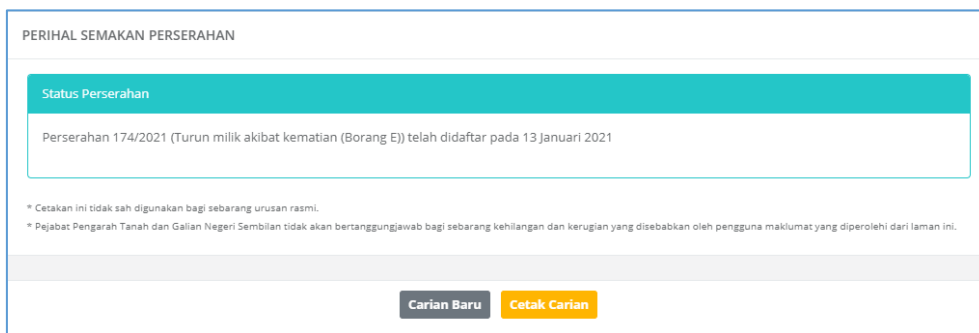 PERIHAL SEMAKAN PERSERAHAN
Status Perserahan
Perserahan 174/2021 (Turun milik akibat kematian (Borang E)) telah didaftar pada 13 Januari 2021
* Cetakan ini tidak sah digunakan bagi sebarang urusan rasmi.
* Pejabat Pengarah Tanah dan Galian Negeri Sembilan tidak akan bertanggungjawab bagi sebarang kehilangan dan kerugian yang disebabkan oleh pengguna maklumat yang diperolehi dari laman ini.
Carian Baru
Cetak Carian